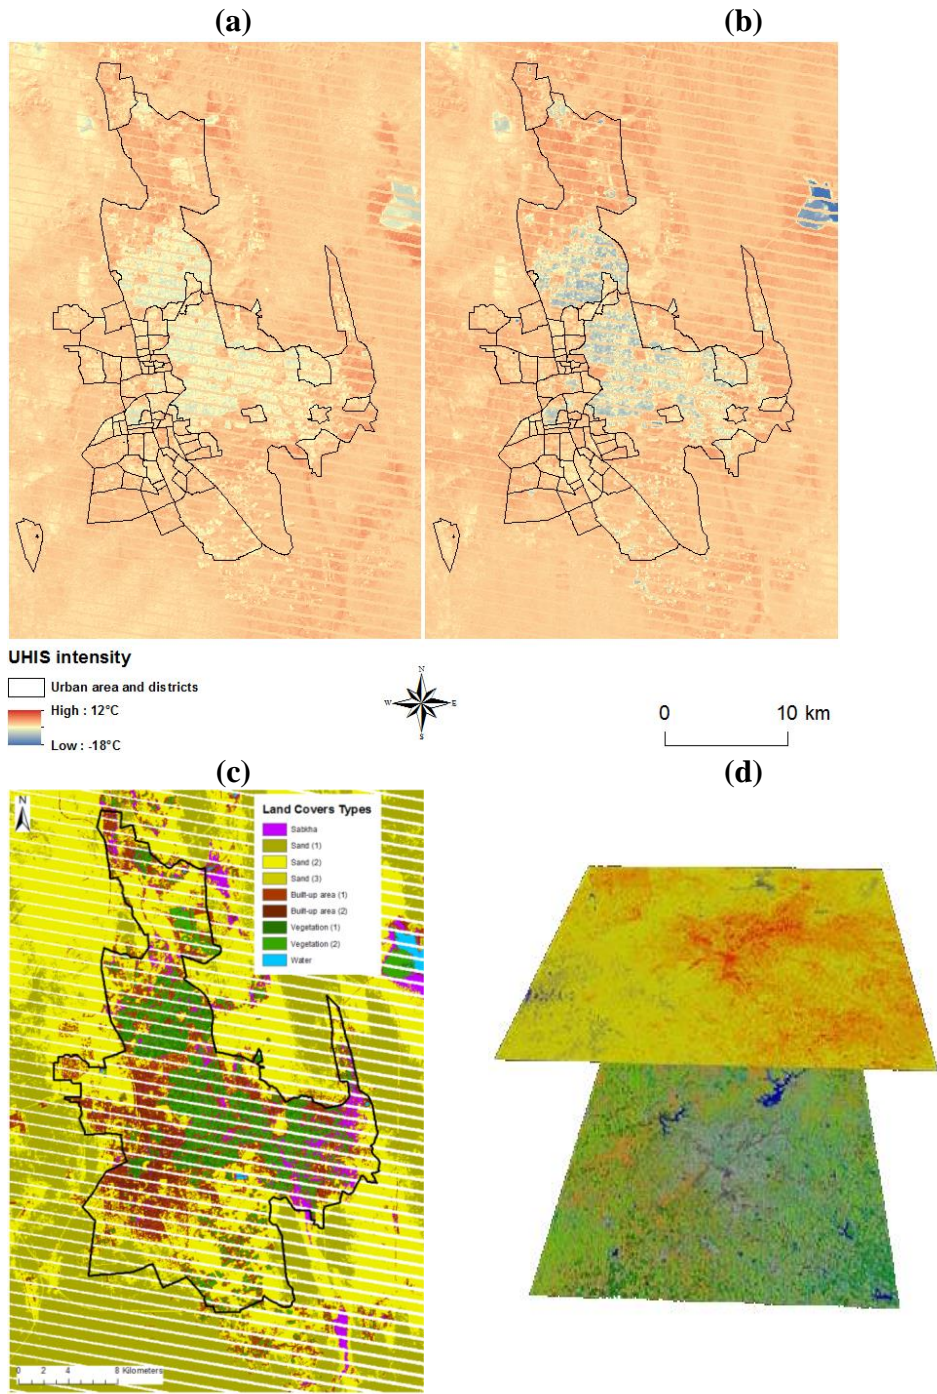 (a)
(b)
UHIS intensity
Urban area and districts
High : 12°C
Low : -18°C
N
W
E
S
0 10 km
(c)
(d)
N
Land Covers Types
Sabkha
Sand (1)
Sand (2)
Sand (3)
Built-up area (1)
Built-up area (2)
Vegetation (1)
Vegetation (2)
Water
0 2 4 8 Kilometers